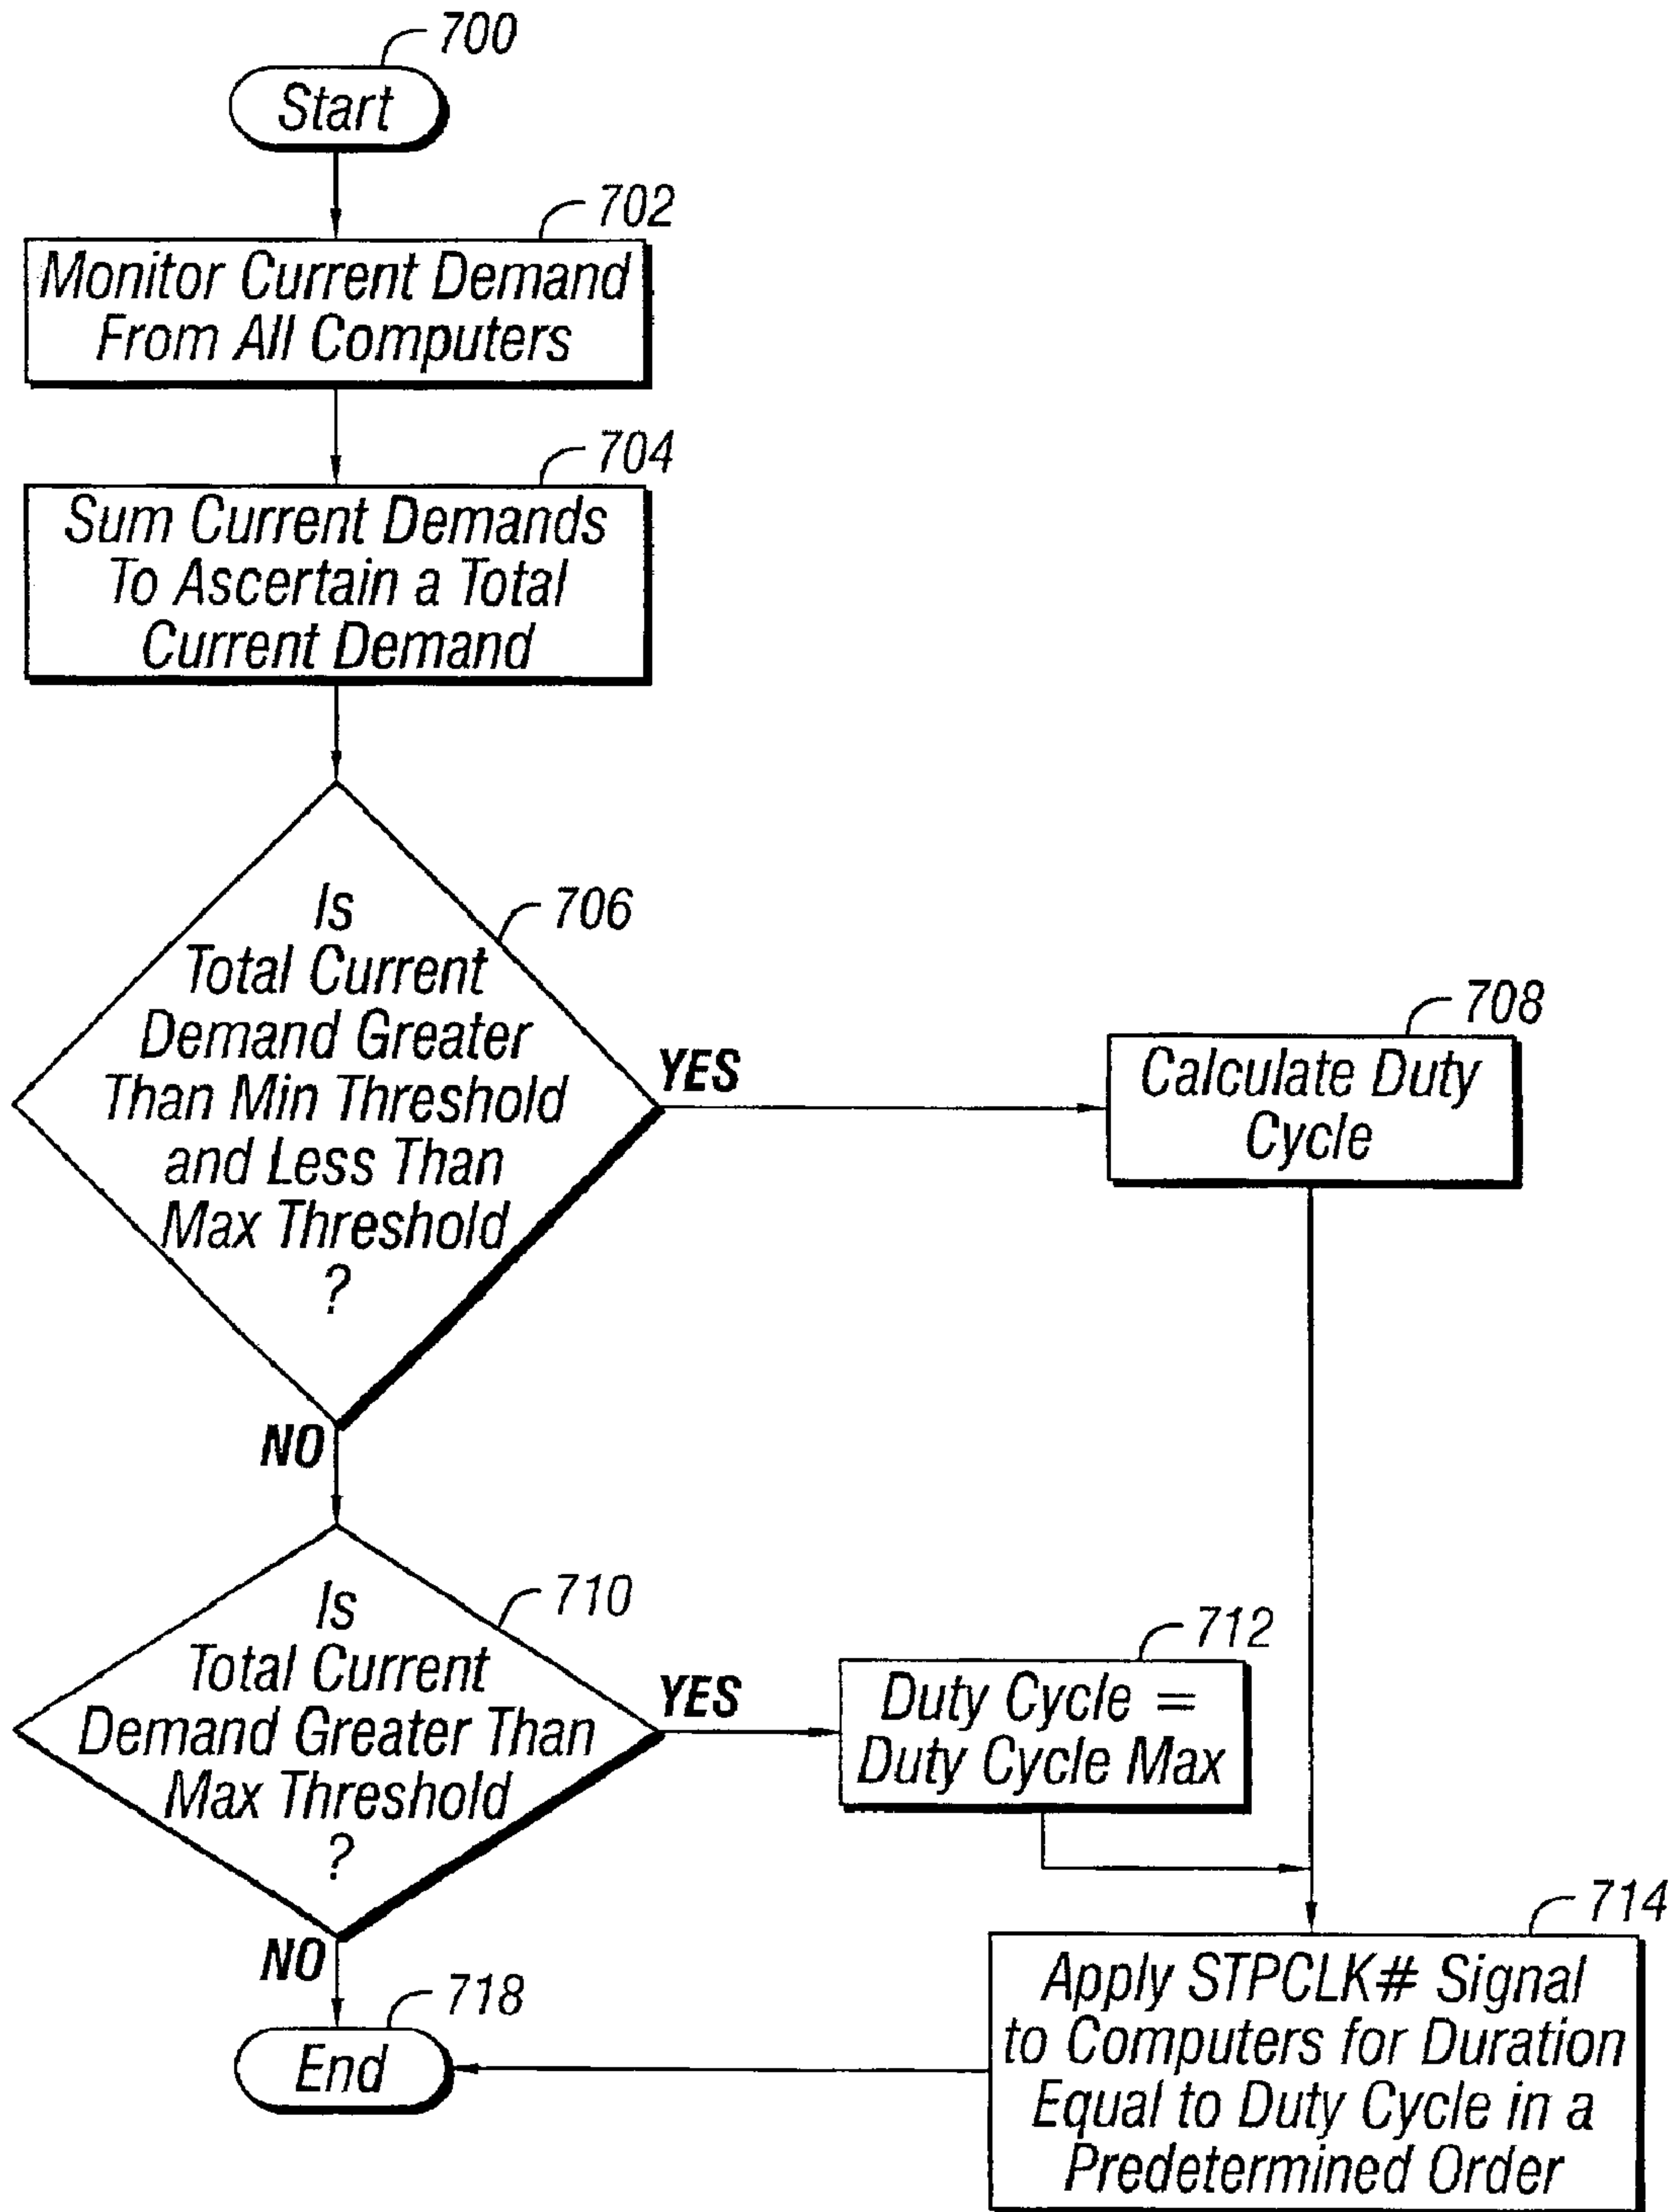 700
Start
702
Monitor Current Demand
From All Computers
704
Sum Current Demands
To Ascertain a Total
Current Demand
706
Is
Total Current
Demand Greater
Than Min Threshold
and Less Than
Max Threshold
?
YES
NO
708
Calculate Duty
Cycle
710
Is
Total Current
Demand Greater Than
Max Threshold
?
YES
NO
712
Duty Cycle =
Duty Cycle Max
714
Apply STPCLK# Signal
to Computers for Duration
Equal to Duty Cycle in a
Predetermined Order
718
End